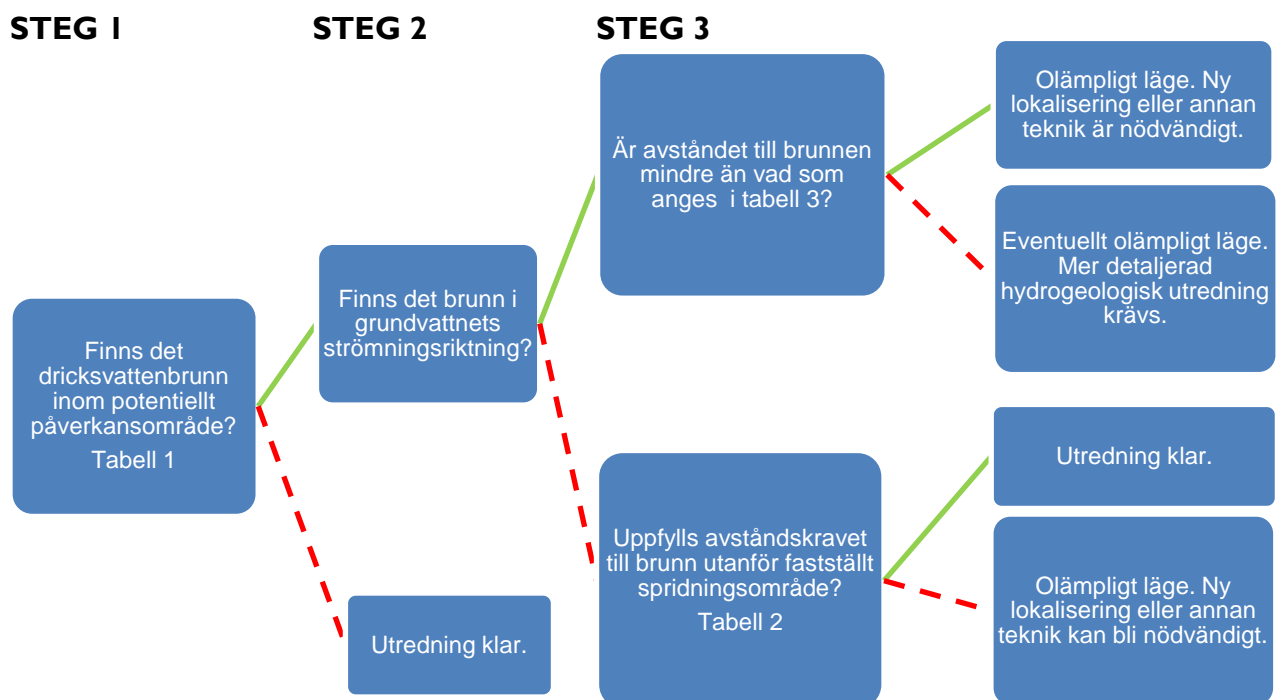 STEG 1
STEG 2
STEG 3
Finns det
dricksvattenbrunn
inom potentiellt
påverkansområde?
Tabell 1
Finns det brunn i
grundvattnets
strömningsriktning?
Utredning klar.
Är avståndet till brunnen
mindre än vad som
anges i tabell 3?
Uppfylls avståndskravet
till brunn utanför fastställt
spridningsområde?
Tabell 2
Olämpligt läge. Ny
lokalisering eller annan
teknik är nödvändigt.
Eventuellt olämpligt läge.
Mer detaljerad
hydrogeologisk utredning
krävs.
Utredning klar.
Olämpligt läge. Ny
lokalisering eller annan
teknik kan bli nödvändigt.